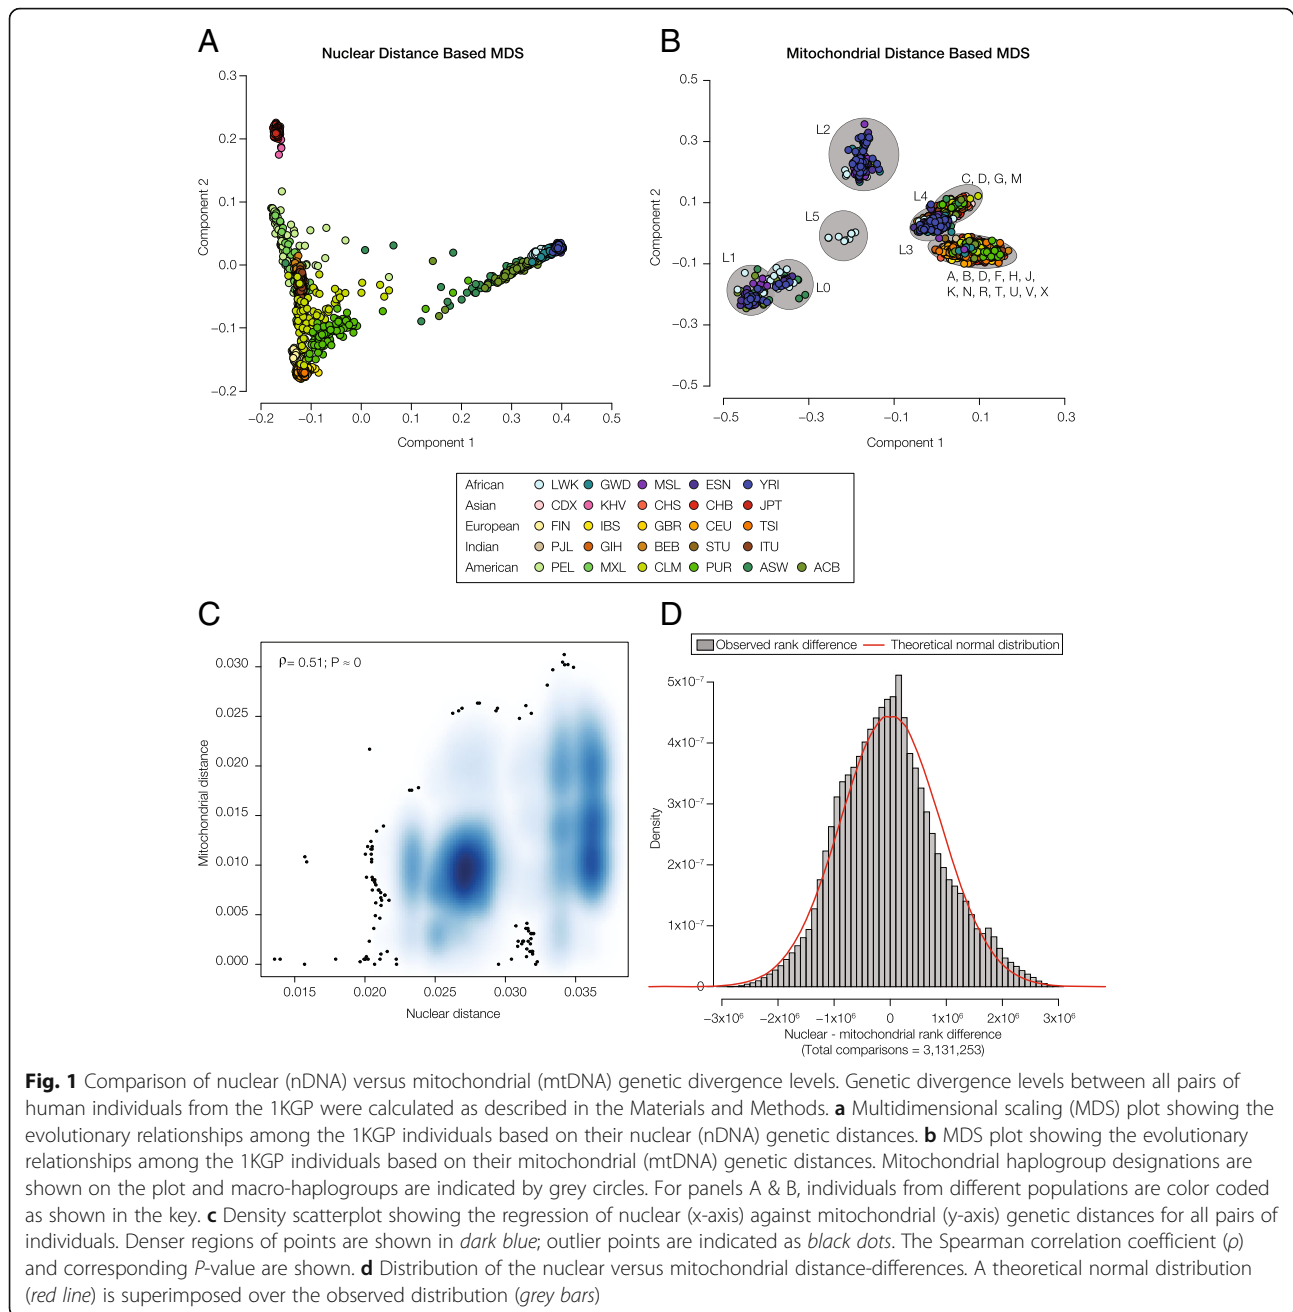 A
Nuclear Distance Based MDS
0.3
0.2
0.1
0.0
−0.1
−0.2
Component 2
−0.2 −0.1 0.0 0.1 0.2 0.3 0.4 0.5
Component 1
B
Mitochondrial Distance Based MDS
0.5
0.3
0.1
−0.1
−0.3
−0.5
Component 2
L2
C, D, G, M
L4
L5
L3
L1
L0
A, B, D, F, H, J,
K, N, R, T, U, V, X
−0.5 −0.3 −0.1 0.1 0.3
Component 1
African LWK GWD MSL ESN YRI
Asian CDX KHV CHS CHB JPT
European FIN IBS GBR CEU TSI
Indian PJL GIH BEB STU ITU
American PEL MXL CLM PUR ASW ACB
C
ρ= 0.51; P ≈ 0
0.030
0.025
0.020
0.015
0.010
0.005
0.000
Mitochondrial distance
0.015 0.020 0.025 0.030 0.035
Nuclear distance
D
Observed rank difference Theoretical normal distribution
5x10⁻⁷
4x10⁻⁷
3x10⁻⁷
2x10⁻⁷
1x10⁻⁷
0
Density
−3x10⁶ −2x10⁶ −1x10⁶ 0 1x10⁶ 2x10⁶ 3x10⁶
Nuclear - mitochondrial rank difference
(Total comparisons = 3,131,253)
Fig. 1 Comparison of nuclear (nDNA) versus mitochondrial (mtDNA) genetic divergence levels. Genetic divergence levels between all pairs of
human individuals from the 1KGP were calculated as described in the Materials and Methods. a Multidimensional scaling (MDS) plot showing the
evolutionary relationships among the 1KGP individuals based on their nuclear (nDNA) genetic distances. b MDS plot showing the evolutionary
relationships among the 1KGP individuals based on their mitochondrial (mtDNA) genetic distances. Mitochondrial haplogroup designations are
shown on the plot and macro-haplogroups are indicated by grey circles. For panels A & B, individuals from different populations are color coded
as shown in the key. c Density scatterplot showing the regression of nuclear (x-axis) against mitochondrial (y-axis) genetic distances for all pairs of
individuals. Denser regions of points are shown in dark blue; outlier points are indicated as black dots. The Spearman correlation coefficient (ρ)
and corresponding P-value are shown. d Distribution of the nuclear versus mitochondrial distance-differences. A theoretical normal distribution
(red line) is superimposed over the observed distribution (grey bars)